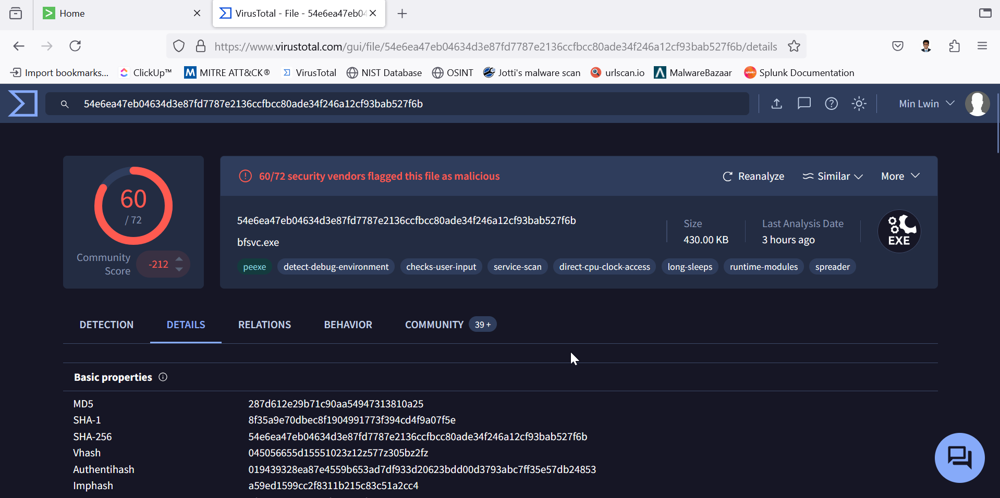 Home
VirusTotal - File - 54e6ea47eb04
https://www.virustotal.com/gui/file/54e6ea47eb04634d3e87fd7787e2136ccfbcc80ade34f246a12cf93bab527f6b/details
Import bookmarks... ClickUp™ MITRE ATT&CK® VirusTotal NIST Database OSINT Jotti's malware scan urlscan.io MalwareBazaar Splunk Documentation
54e6ea47eb04634d3e87fd7787e2136ccfbcc80ade34f246a12cf93bab527f6b
Min Lwin
60
/ 72
Community
Score
-212
60/72 security vendors flagged this file as malicious
Reanalyze Similar More
54e6ea47eb04634d3e87fd7787e2136ccfbcc80ade34f246a12cf93bab527f6b
bfsvc.exe
Size
430.00 KB
Last Analysis Date
3 hours ago
EXE
peexe detect-debug-environment checks-user-input service-scan direct-cpu-clock-access long-sleeps runtime-modules spreader
DETECTION DETAILS RELATIONS BEHAVIOR COMMUNITY 39 +
Basic properties
MD5 287d612e29b71c90aa54947313810a25
SHA-1 8f35a9e70dbec8f1904991773f394cd4f9a07f5e
SHA-256 54e6ea47eb04634d3e87fd7787e2136ccfbcc80ade34f246a12cf93bab527f6b
Vhash 045056655d15551023z12z577z305bz2fz
Authentihash 019439328ea87e4559b653ad7df933d20623bdd00d3793abc7ff35e57db24853
Imphash a59ed1599cc2f8311b215c83c51a2cc4